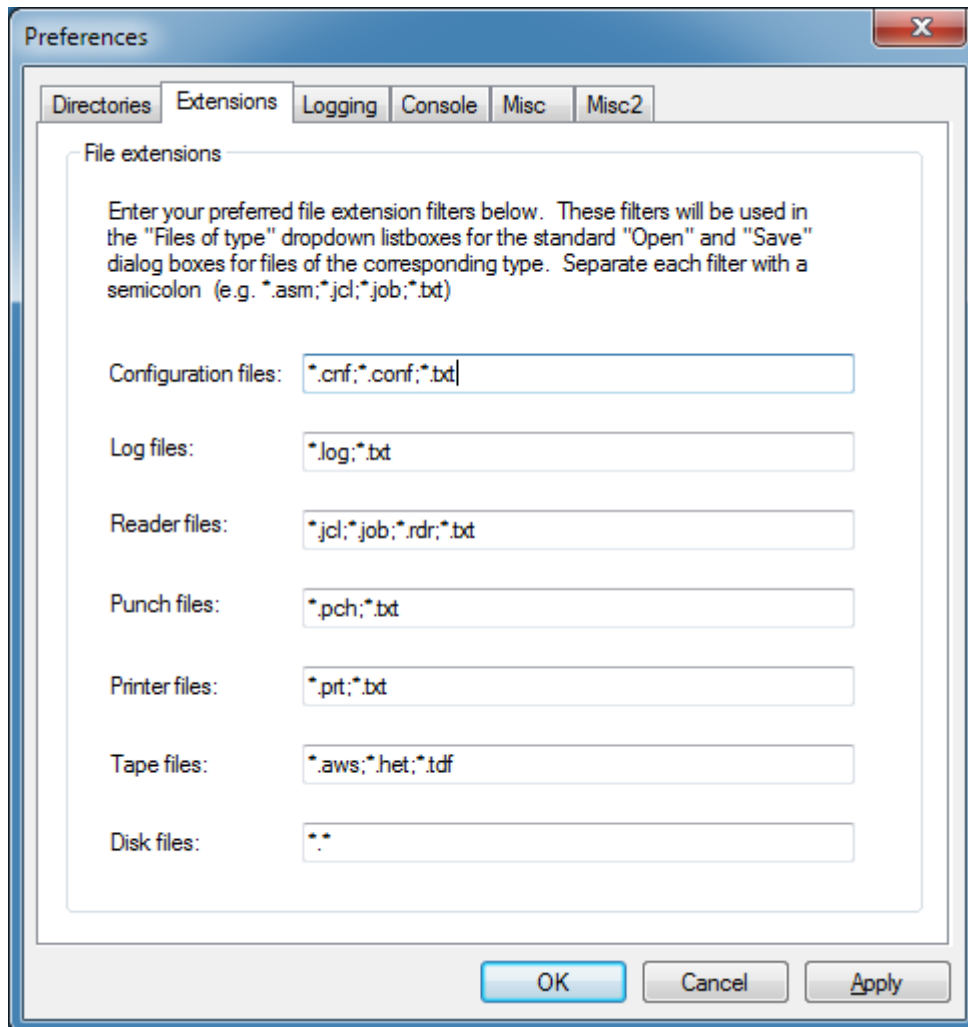 Preferences
Directories Extensions Logging Console Misc Misc2
File extensions
Enter your preferred file extension filters below.  These filters will be used in
the "Files of type" dropdown listboxes for the standard "Open" and "Save"
dialog boxes for files of the corresponding type.  Separate each filter with a
semicolon  (e.g. *.asm;*.jcl;*.job;*.txt)
Configuration files: *.cnf;*.conf;*.txt
Log files: *.log;*.txt
Reader files: *.jcl;*.job;*.rdr;*.txt
Punch files: *.pch;*.txt
Printer files: *.prt;*.txt
Tape files: *.aws;*.het;*.tdf
Disk files: *.*
OK Cancel Apply